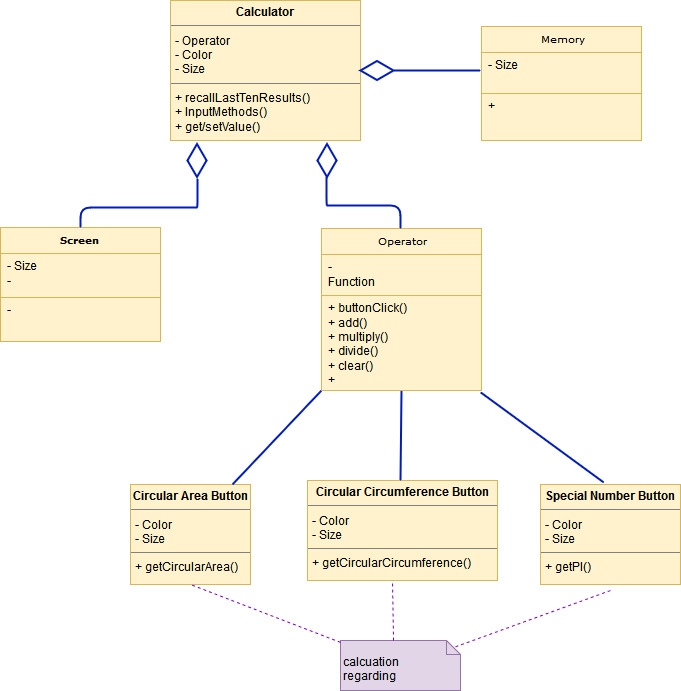 Calculator
- Operator
- Color
- Size
+ recallLastTenResults()
+ InputMethods()
+ get/setValue()
Memory
- Size
+
Screen
- Size
-
-
Operator
-
Function
+ buttonClick()
+ add()
+ multiply()
+ divide()
+ clear()
+
Circular Area Button
- Color
- Size
+ getCircularArea()
Circular Circumference Button
- Color
- Size
+ getCircularCircumference()
Special Number Button
- Color
- Size
+ getPI()
calcuation
regarding